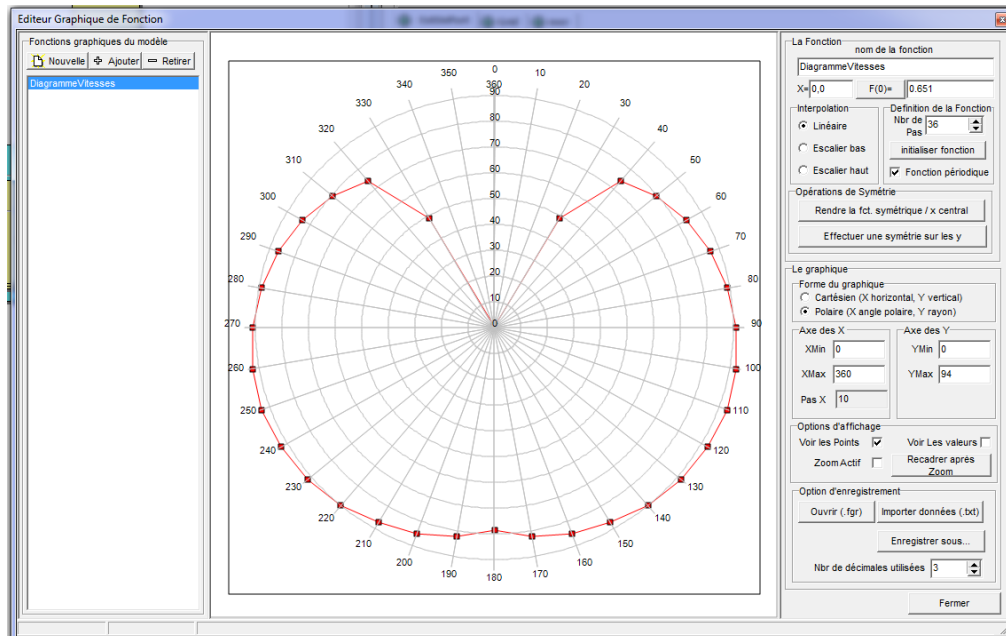 Editeur Graphique de Fonction
Fonctions graphiques du modèle
Nouvelle
Ajouter
Retirer
DiagrammeVitesses
0
360
10
20
30
40
50
60
70
80
90
100
110
120
130
140
150
160
170
180
190
200
210
220
230
240
250
260
270
280
290
300
310
320
330
340
350
90
80
70
60
50
40
30
20
10
0
La Fonction
nom de la fonction
DiagrammeVitesses
X= 0,0 F(0)= 0.651
Interpolation
Linéaire
Escalier bas
Escalier haut
Definition de la Fonction
Nbr de Pas 36
initialiser fonction
Fonction périodique
Opérations de Symétrie
Rendre la fct. symétrique / x central
Effectuer une symétrie sur les y
Le graphique
Forme du graphique
Cartésien (X horizontal, Y vertical)
Polaire (X angle polaire, Y rayon)
Axe des X
XMin 0
XMax 360
Pas X 10
Axe des Y
YMin 0
YMax 94
Options d'affichage
Voir les Points
Voir Les valeurs
Zoom Actif
Recadrer après
Zoom
Option d'enregistrement
Ouvrir (.fgr)
Importer données (.txt)
Enregistrer sous...
Nbr de décimales utilisées 3
Fermer